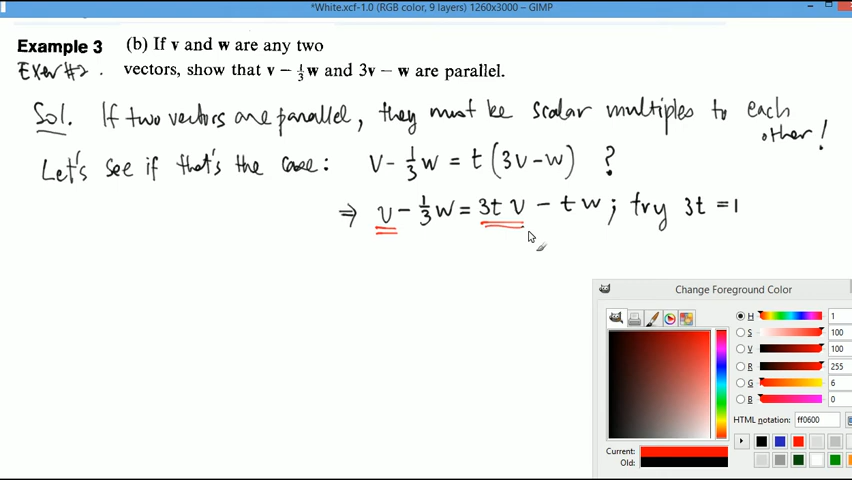 *White.xcf-1.0 (RGB color, 9 layers) 1260x3000 – GIMP
Example 3 (b) If v and w are any two
Exer #2. vectors, show that v − ⅓w and 3v − w are parallel.
Sol. If two vectors are parallel, they must be scalar multiples to each
other!
Let's see if that's the case: v − ⅓w = t(3v−w) ?
⇒ v − ⅓w = 3t v − t w; try 3t = 1
Change Foreground Color
H 1
S 100
V 100
R 255
G 6
B 0
HTML notation: ff0600
Current:
Old: